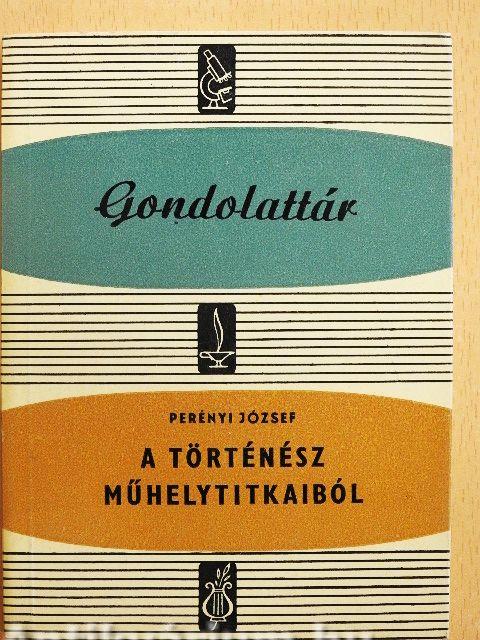 Gondolattár
PERÉNYI JÓZSEF
A TÖRTÉNÉSZ
MŰHELYTITKAIBÓL